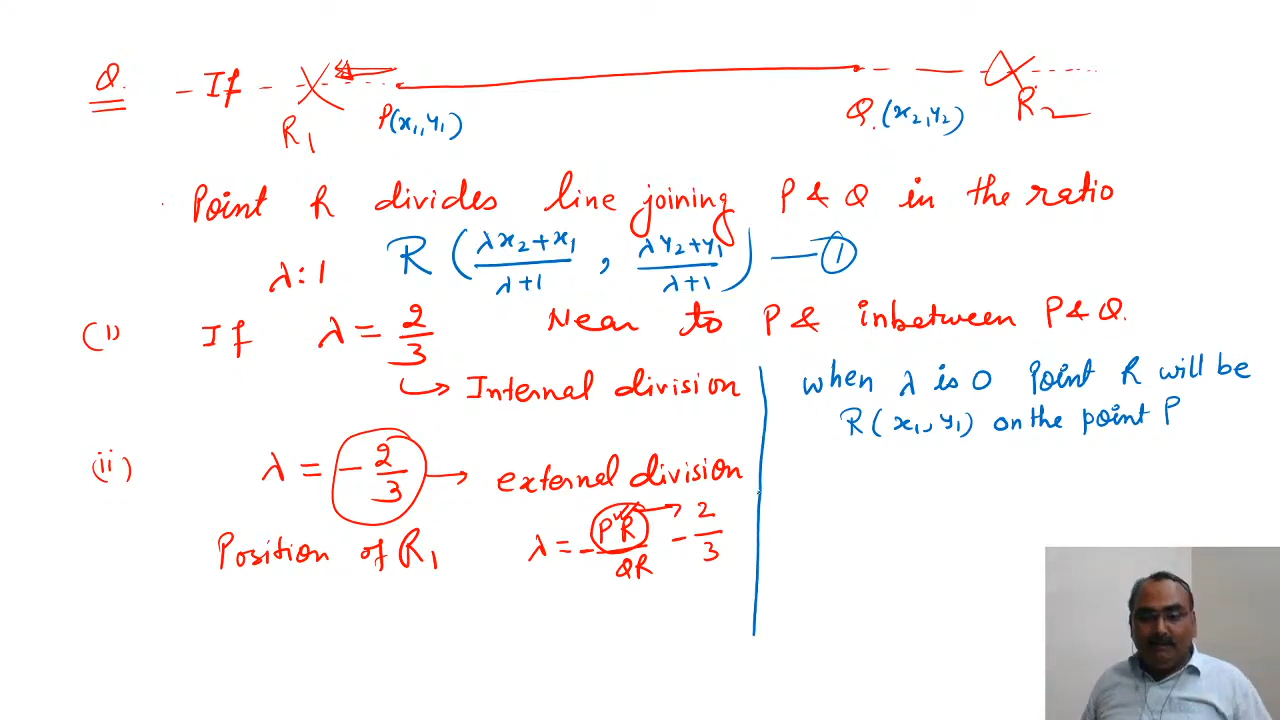 Q. If
R1 P(x1,y1) Q.(x2,y2) R2
Point R divides line joining P & Q in the ratio
λ:1 R(λx2+x1/λ+1, λy2+y1/λ+1) — ①
(i) If λ = 2/3 Near to P & inbetween P & Q.
↳ Internal division
(ii) λ = -2/3 → external division
Position of R1 λ = -PR/QR → -2/3
when λ is 0 Point R will be
R(x1,y1) on the point P